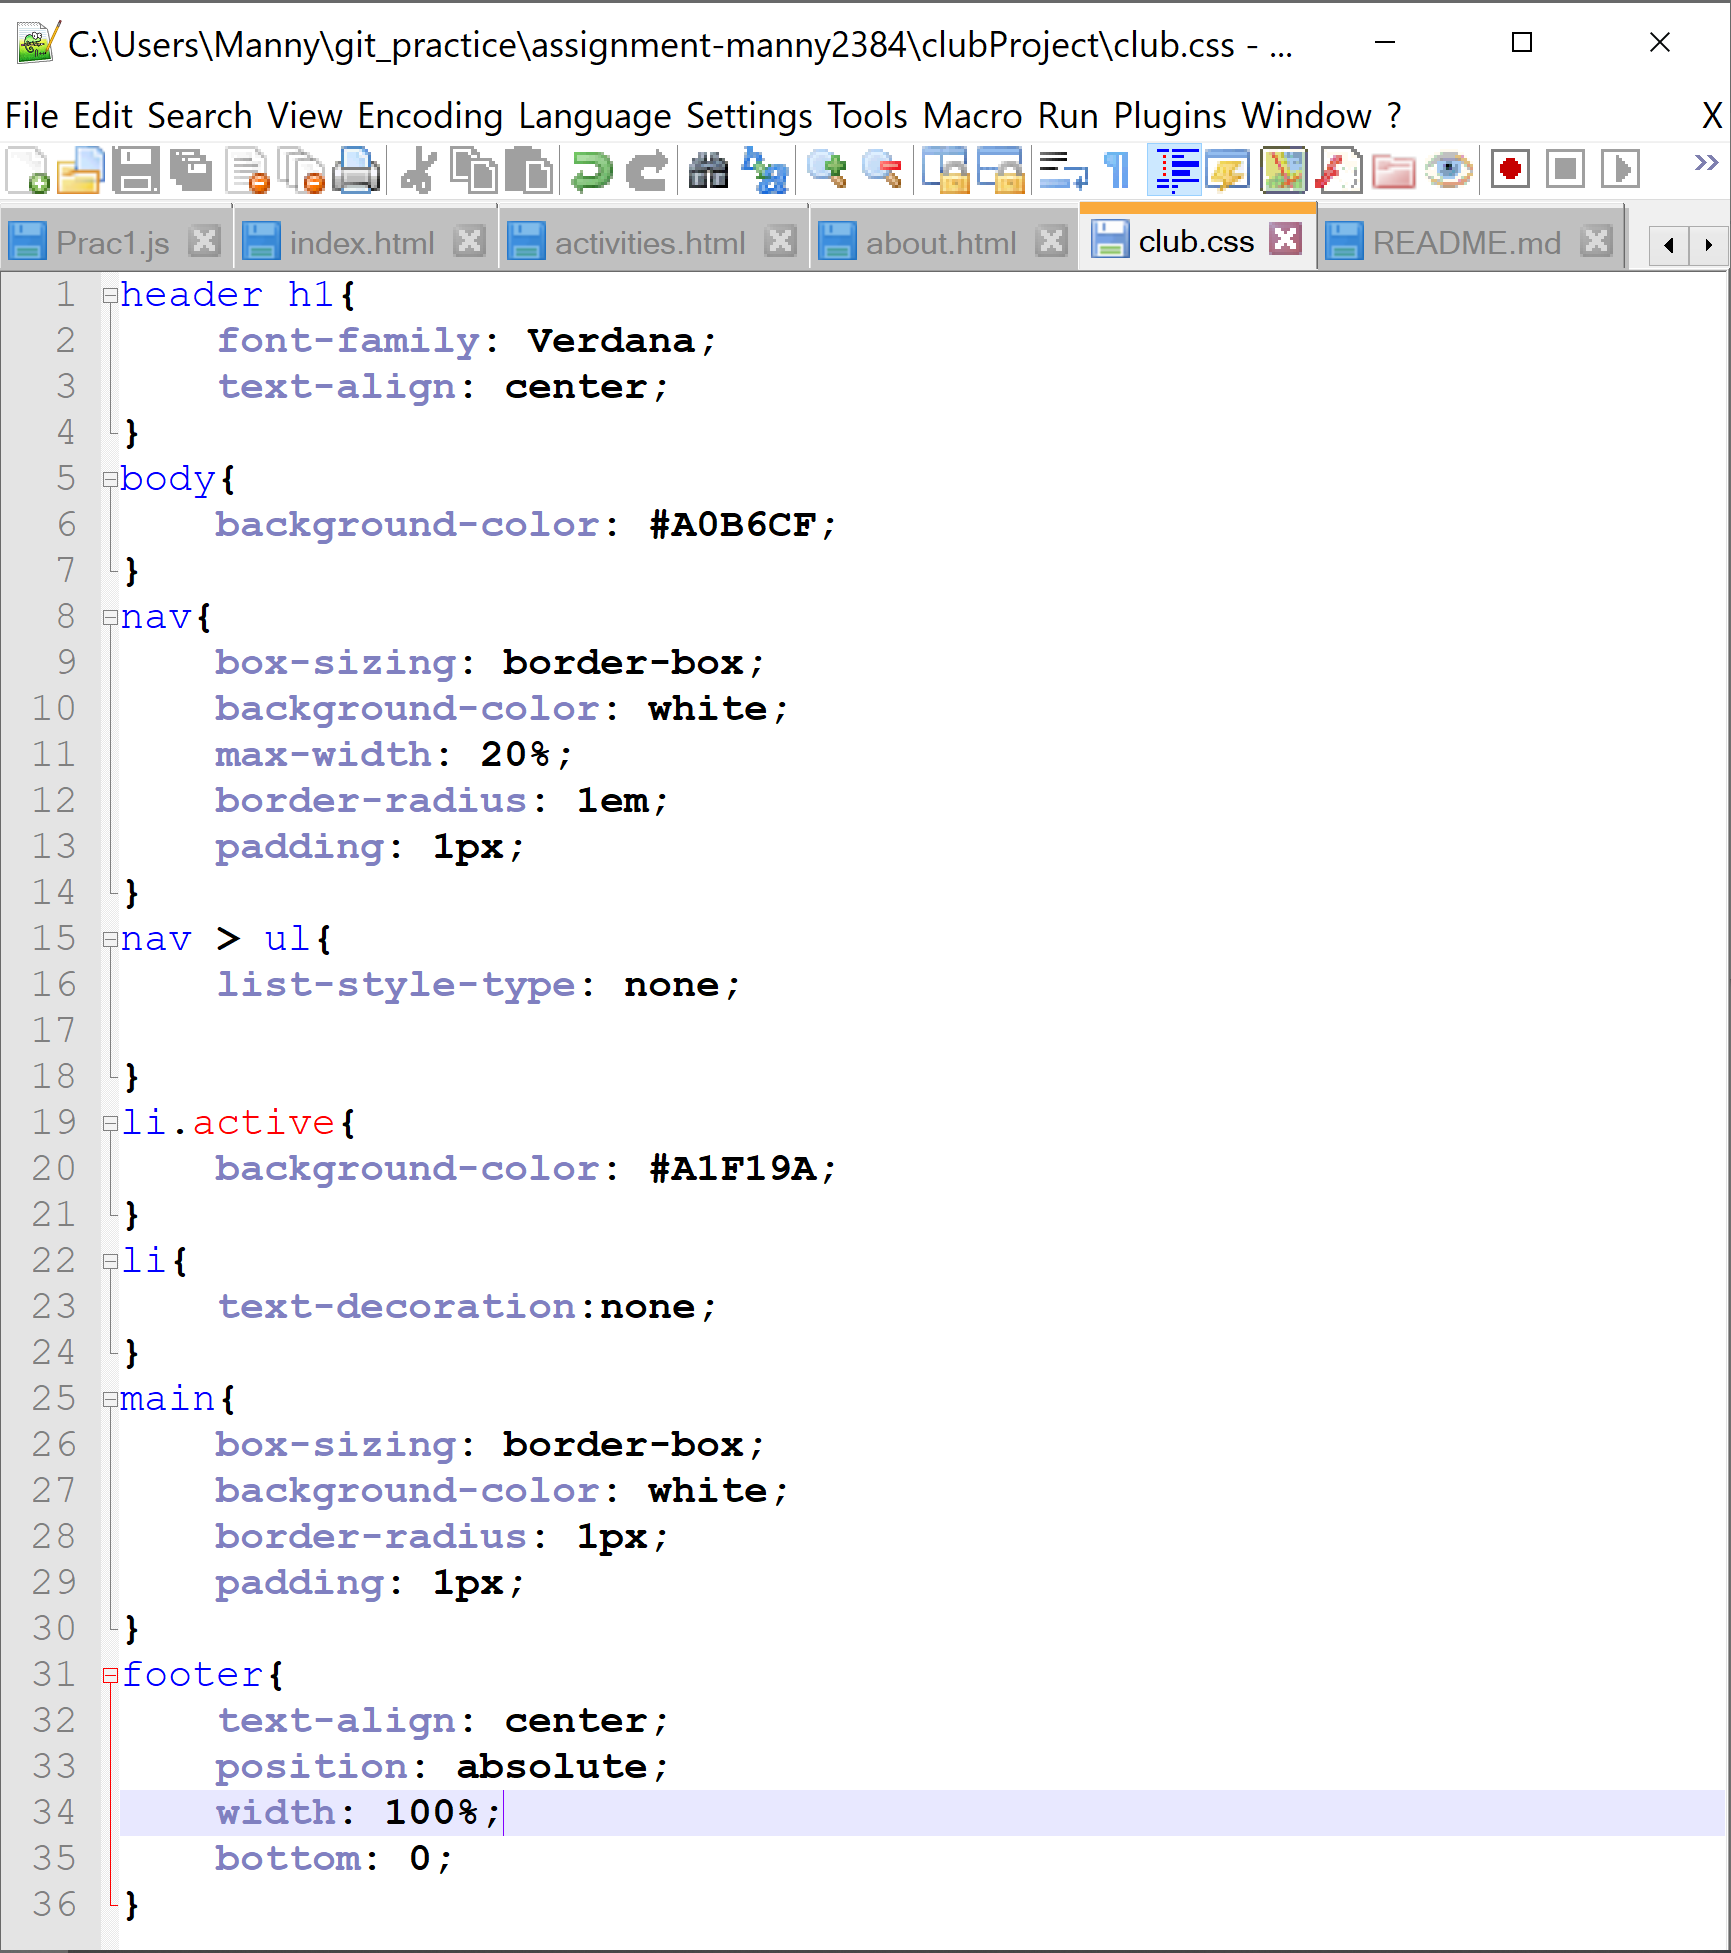 C:\Users\Manny\git_practice\assignment-manny2384\clubProject\club.css - ...
File Edit Search View Encoding Language Settings Tools Macro Run Plugins Window ? X
Prac1.js index.html activities.html about.html club.css README.md
1 header h1{
2     font-family: Verdana;
3     text-align: center;
4 }
5 body{
6     background-color: #A0B6CF;
7 }
8 nav{
9     box-sizing: border-box;
10     background-color: white;
11     max-width: 20%;
12     border-radius: 1em;
13     padding: 1px;
14 }
15 nav > ul{
16     list-style-type: none;
17
18 }
19 li.active{
20     background-color: #A1F19A;
21 }
22 li{
23     text-decoration:none;
24 }
25 main{
26     box-sizing: border-box;
27     background-color: white;
28     border-radius: 1px;
29     padding: 1px;
30 }
31 footer{
32     text-align: center;
33     position: absolute;
34     width: 100%;
35     bottom: 0;
36 }